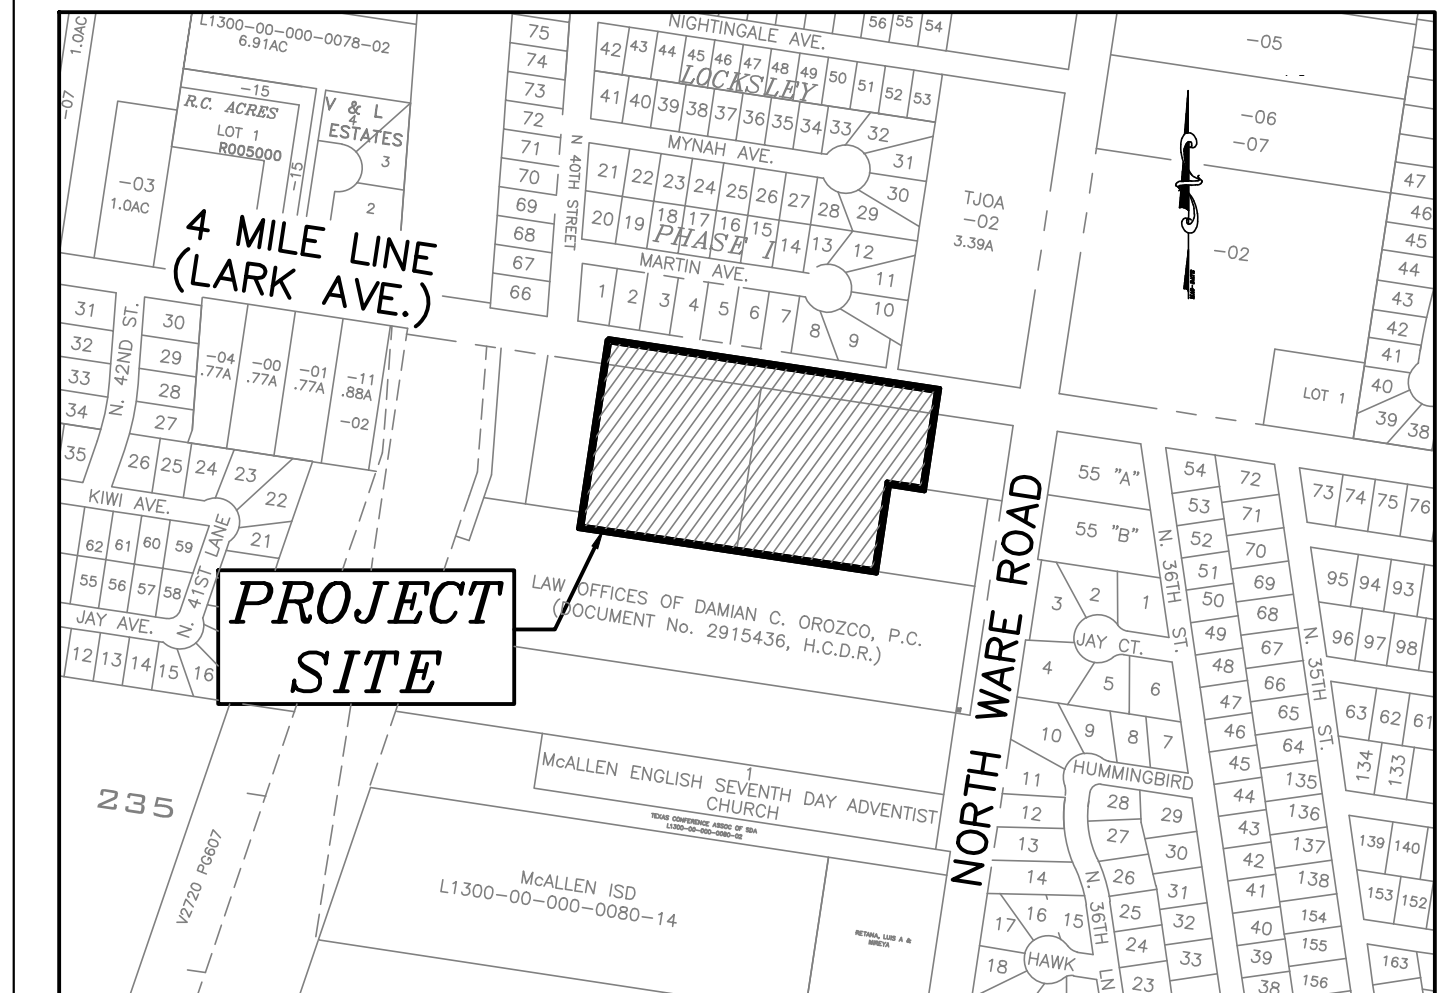 1.0AC
-07
L1300-00-000-0078-02
6.91AC
-15
R.C. ACRES
LOT 1
R005000
-15
-03
1.0AC
V & L
4
ESTATES
3
2
4 MILE LINE
(LARK AVE.)
75
74
73
72
71
70
69
68
67
66
N 40TH STREET
NIGHTINGALE AVE.
56 55 54
42 43 44 45 46 47 48 49 50 51 52 53
LOCKSLEY
41 40 39 38 37 36 35 34 33 32
MYNAH AVE.
31
30
21 22 23 24 25 26 27 28 29
20 19 18 17 16 15 14 13 12
PHASE I
MARTIN AVE.
11
10
1 2 3 4 5 6 7 8 9
TJOA
-02
3.39A
-05
-06
-07
-02
47
46
45
44
43
42
41
40
39 38
LOT 1
31
32
33
34
35
N. 42ND ST.
30
29
28
27
-04
.77A
-00
.77A
-01
.77A
-11
.88A
-02
26 25 24 23
22
21
KIWI AVE.
62 61 60 59
55 56 57 58
N. 41ST LANE
JAY AVE.
12 13 14 15 16
PROJECT
SITE
LAW OFFICES OF DAMIAN C. OROZCO, P.C.
(DOCUMENT No. 2915436, H.C.D.R.)
NORTH WARE ROAD
55 "A"
55 "B"
N. 36TH ST.
3 2 1
JAY CT.
4 5 6
10 9 8 7
HUMMINGBIRD
11
12
13
14
28 29
27
30
26
31
25
32
24
33
23
N. 36TH LN
17 16 15
HAWK
18
54
53
52
51
50
49
48
47
46
45
44
43
42
41
40
39
38
72
71
70
69
68
67
66
65
64
135
136
137
138
154
155
156
N. 35TH ST.
73 74 75 76
95 94 93
96 97 98
63 62 61
134 133
139 140
153 152
163
235
V2720 PG607
1
McALLEN ENGLISH SEVENTH DAY ADVENTIST
CHURCH
TEXAS CONFERENCE ASSOC OF SDA
L1300-00-000-0080-02
McALLEN ISD
L1300-00-000-0080-14
RETANA, LUIS A &
MIREYA